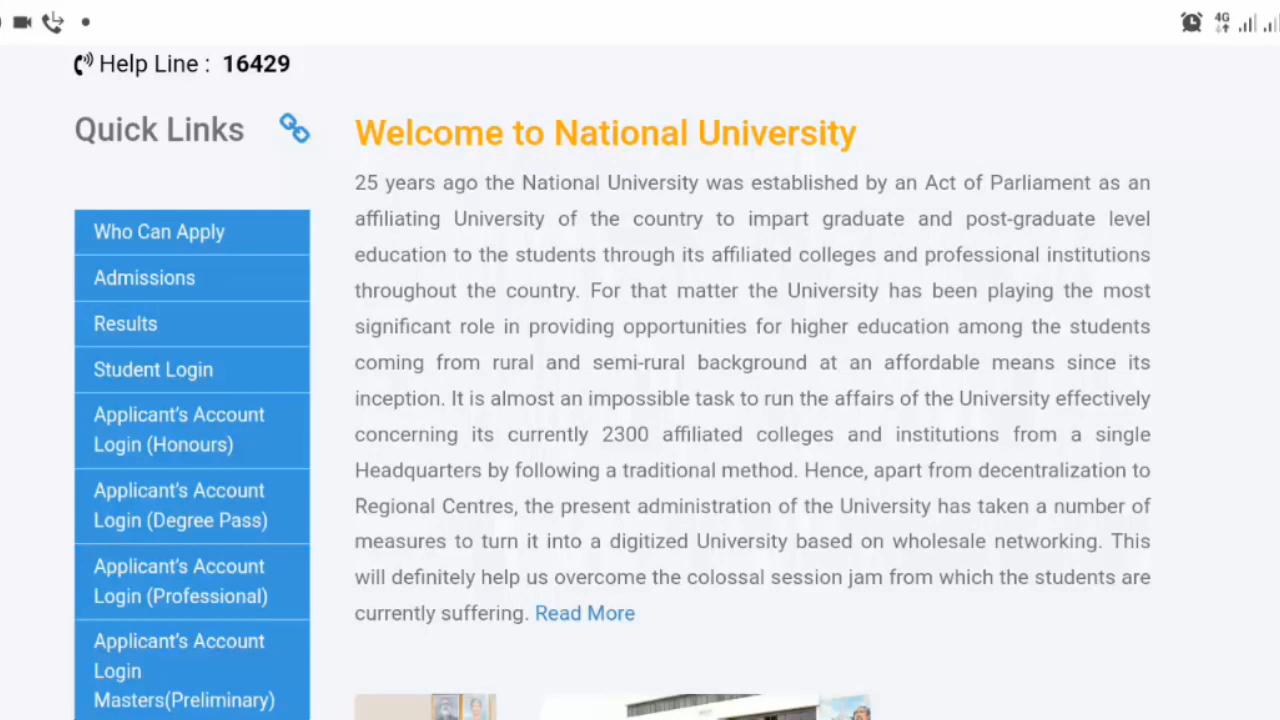 4G
Help Line : 16429
Quick Links
Who Can Apply
Admissions
Results
Student Login
Applicant's Account
Login (Honours)
Applicant's Account
Login (Degree Pass)
Applicant's Account
Login (Professional)
Applicant's Account
Login
Masters(Preliminary)
Welcome to National University
25 years ago the National University was established by an Act of Parliament as an
affiliating University of the country to impart graduate and post-graduate level
education to the students through its affiliated colleges and professional institutions
throughout the country. For that matter the University has been playing the most
significant role in providing opportunities for higher education among the students
coming from rural and semi-rural background at an affordable means since its
inception. It is almost an impossible task to run the affairs of the University effectively
concerning its currently 2300 affiliated colleges and institutions from a single
Headquarters by following a traditional method. Hence, apart from decentralization to
Regional Centres, the present administration of the University has taken a number of
measures to turn it into a digitized University based on wholesale networking. This
will definitely help us overcome the colossal session jam from which the students are
currently suffering. Read More